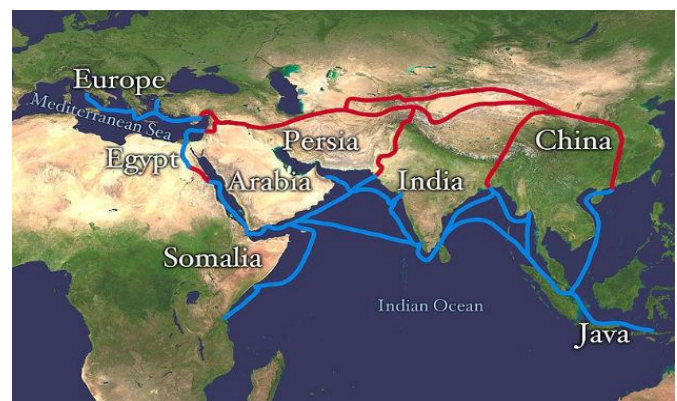 Europe
Mediterranean Sea
Egypt
Persia
China
Arabia
India
Somalia
Indian Ocean
Java